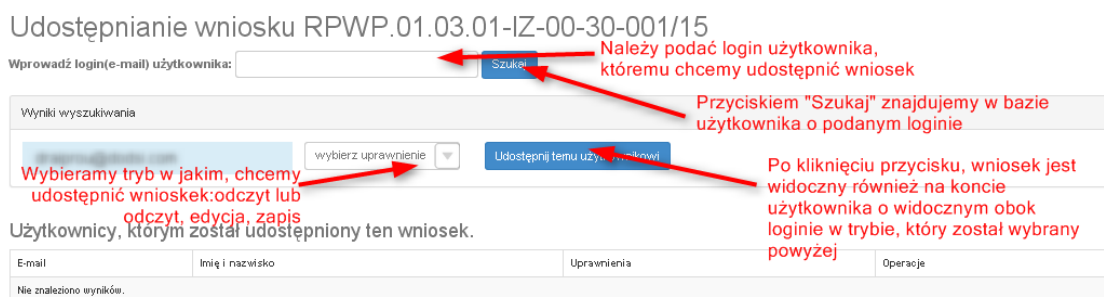 Udostępnianie wniosku RPWP.01.03.01-IZ-00-30-001/15
Wprowadź login(e-mail) użytkownika:
Szukaj
Należy podać login użytkownika,
któremu chcemy udostępnić wniosek
Wyniki wyszukiwania
Przyciskiem "Szukaj" znajdujemy w bazie
użytkownika o podanym loginie
wybierz uprawnienie
Udostępnij temu użytkownikowi
Wybieramy tryb w jakim, chcemy
udostępnić wnioskek:odczyt lub
odczyt, edycja, zapis
Po kliknięciu przycisku, wniosek jest
widoczny również na koncie
użytkownika o widocznym obok
loginie w trybie, który został wybrany
powyżej
Użytkownicy, którym został udostępniony ten wniosek.
E-mail Imię i nazwisko Uprawnienia Operacje
Nie znaleziono wyników.